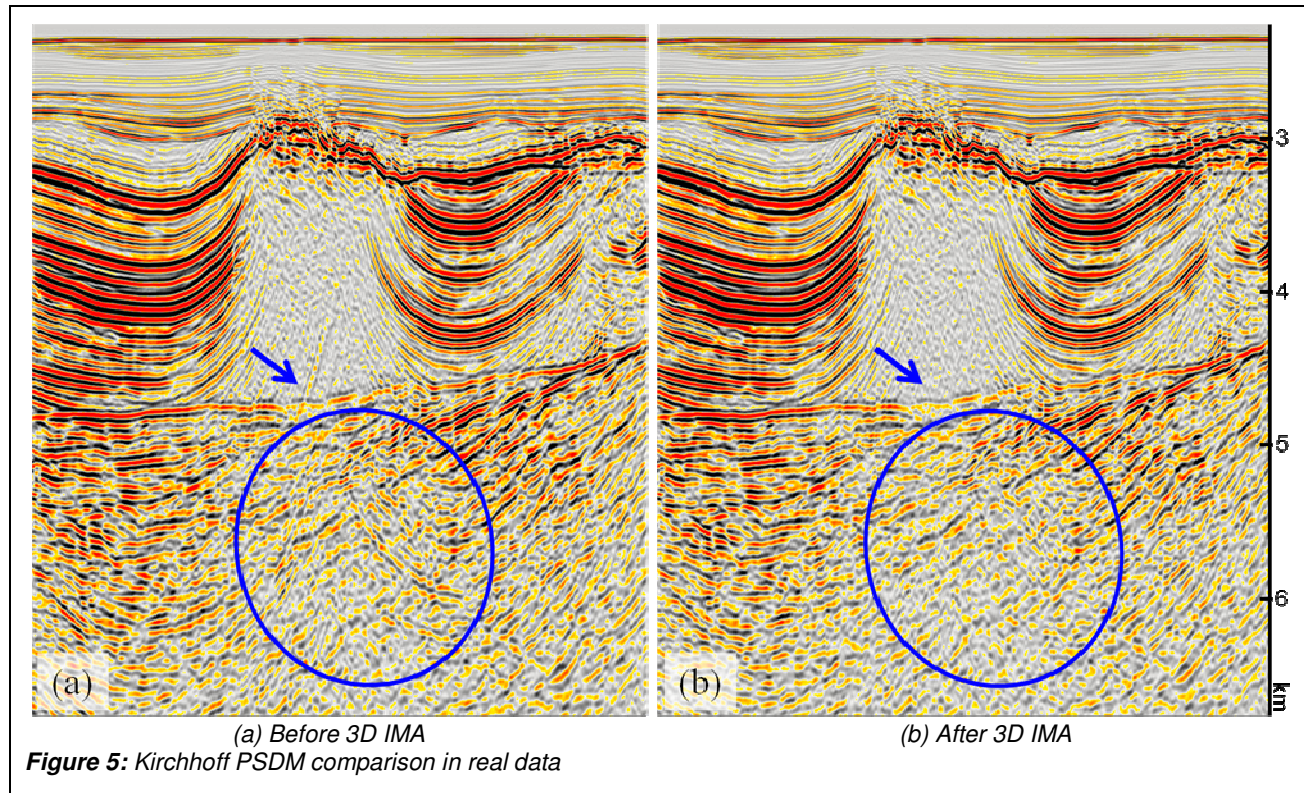 3
4
5
6
km
(a)
(b)
(a) Before 3D IMA
(b) After 3D IMA
Figure 5: Kirchhoff PSDM comparison in real data